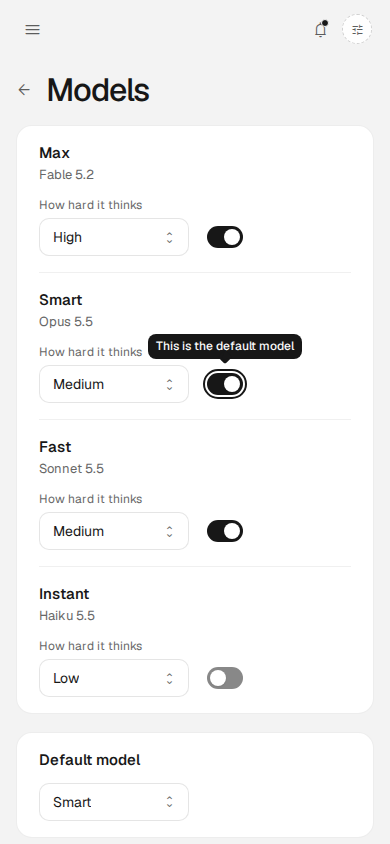 Models
Max
Fable 5.2
How hard it thinks
High
Smart
Opus 5.5
How hard it thinks
This is the default model
Medium
Fast
Sonnet 5.5
How hard it thinks
Medium
Instant
Haiku 5.5
How hard it thinks
Low
Default model
Smart